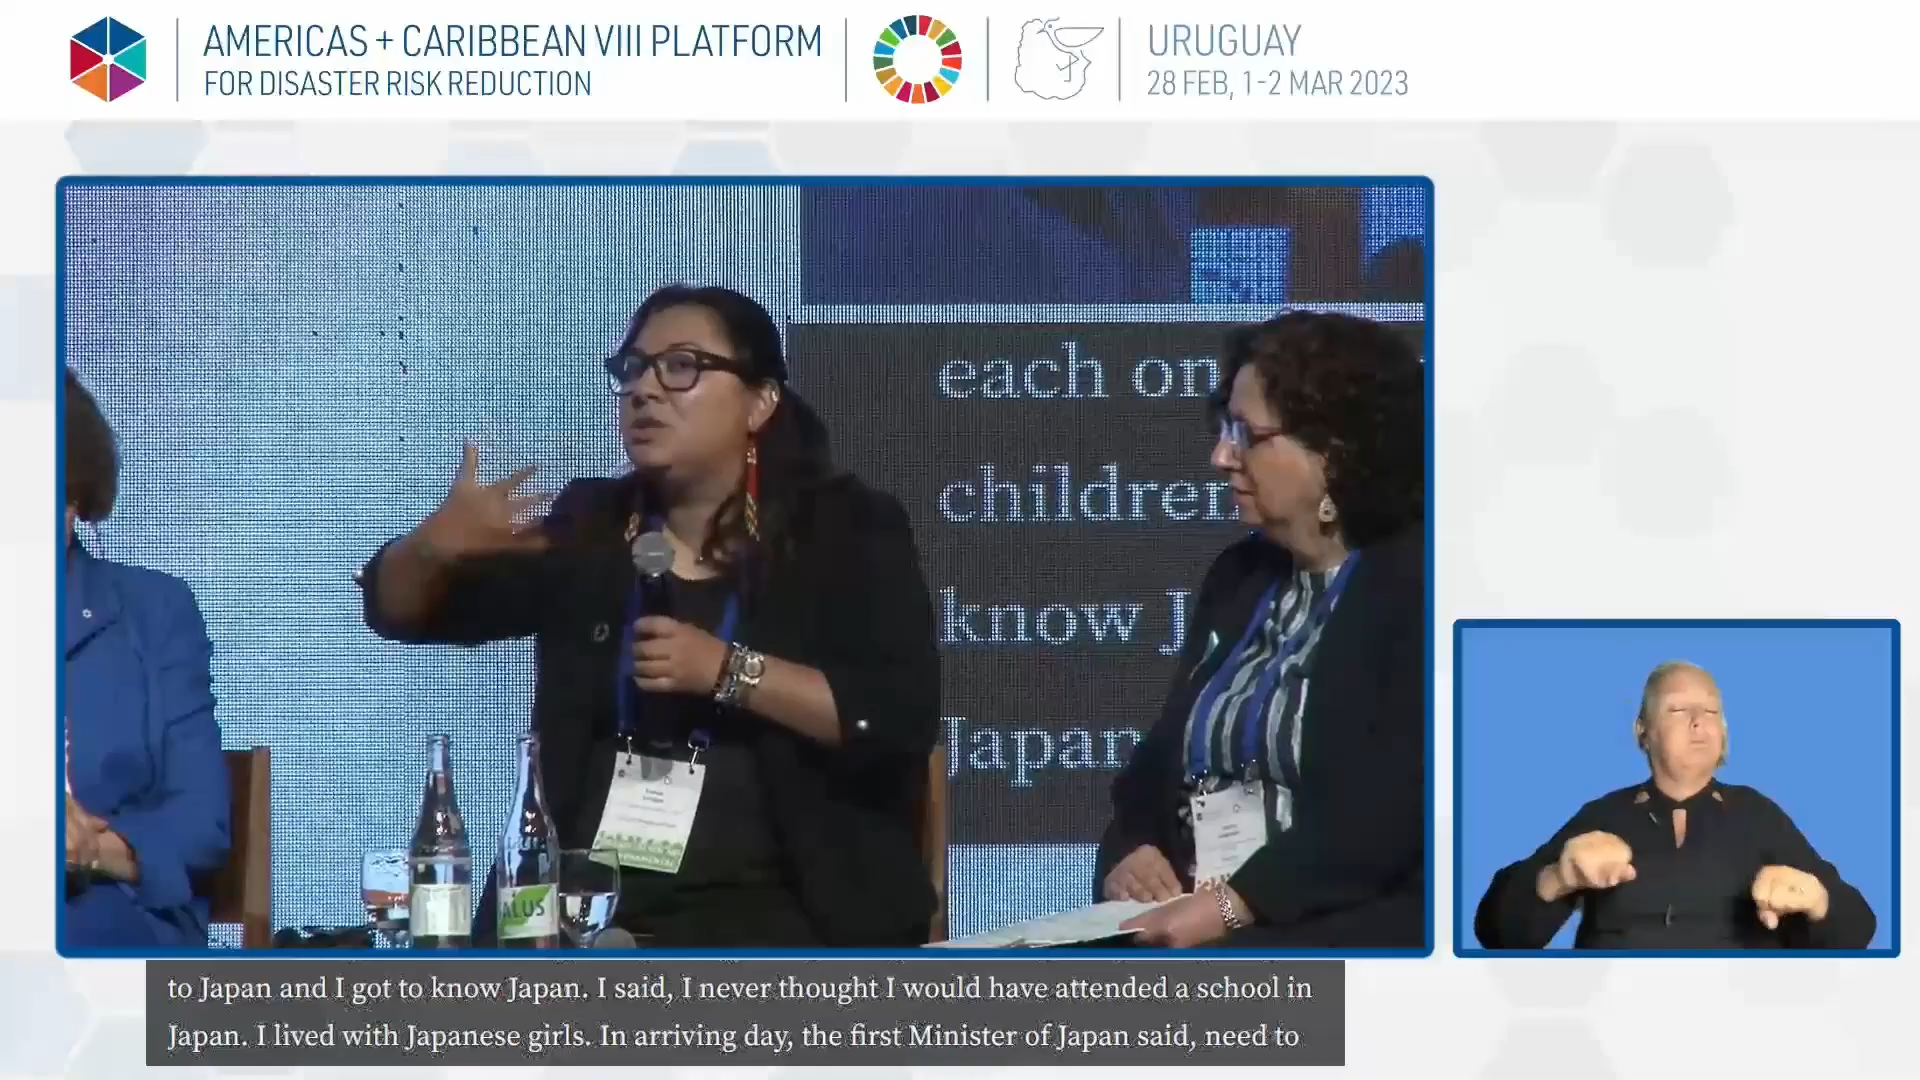 AMERICAS + CARIBBEAN VIII PLATFORM
FOR DISASTER RISK REDUCTION
URUGUAY
28 FEB, 1-2 MAR 2023
each on
children
know J
Japan
ALUS
to Japan and I got to know Japan. I said, I never thought I would have attended a school in
Japan. I lived with Japanese girls. In arriving day, the first Minister of Japan said, need to